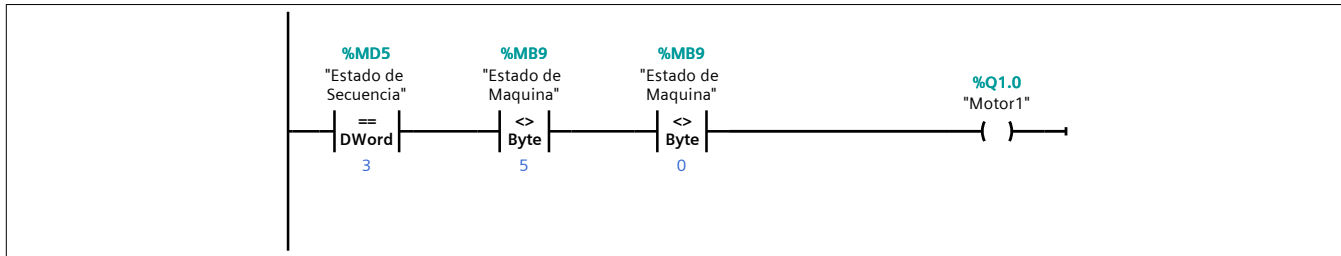 %MD5
"Estado de
Secuencia"
==
DWord
3
%MB9
"Estado de
Maquina"
<>
Byte
5
%MB9
"Estado de
Maquina"
<>
Byte
0
%Q1.0
"Motor1"
( )